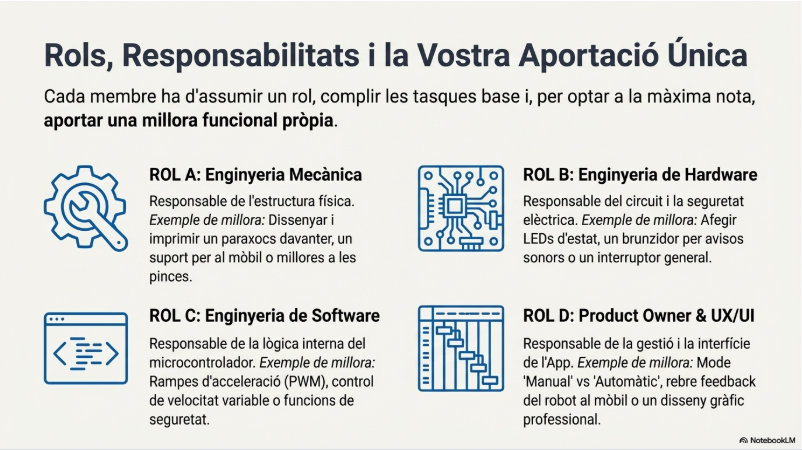 Rols, Responsabilitats i la Vostra Aportació Única
Cada membre ha d'assumir un rol, complir les tasques base i, per optar a la màxima nota,
aportar una millora funcional pròpia.
ROL A: Enginyeria Mecànica
Responsable de l'estructura física.
Exemple de millora: Dissenyar i
imprimir un paraxocs davanter, un
suport per al mòbil o millores a les
pinces.
ROL B: Enginyeria de Hardware
Responsable del circuit i la seguretat
elèctrica. Exemple de millora: Afegir
LEDs d'estat, un brunzidor per avisos
sonors o un interruptor general.
ROL C: Enginyeria de Software
Responsable de la lògica interna del
microcontrolador. Exemple de millora:
Rampes d'acceleració (PWM), control
de velocitat variable o funcions de
seguretat.
ROL D: Product Owner & UX/UI
Responsable de la gestió i la interfície
de l'App. Exemple de millora: Mode
'Manual' vs 'Automàtic', rebre feedback
del robot al mòbil o un disseny gràfic
professional.
NotebookLM